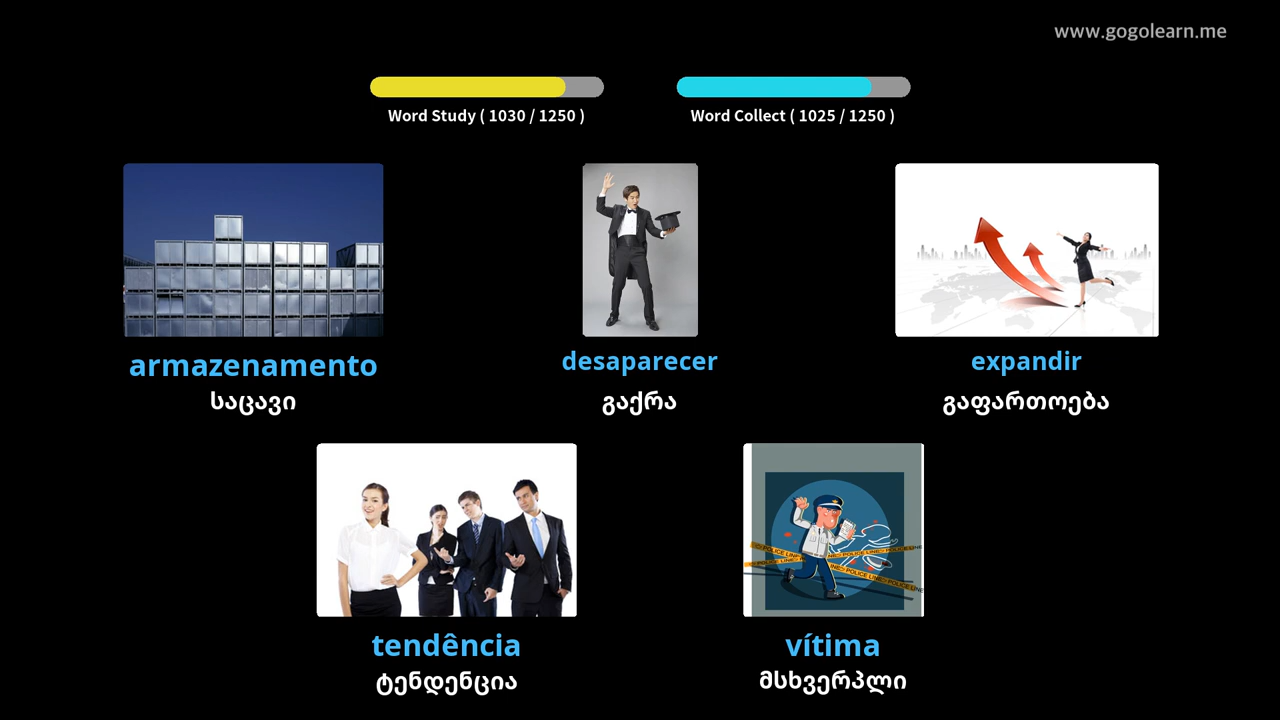 www.gogolearn.me
Word Study ( 1030 / 1250 )
Word Collect ( 1025 / 1250 )
armazenamento
საცავი
desaparecer
გაქრა
expandir
გაფართოება
tendência
ტენდენცია
vítima
მსხვერპლი